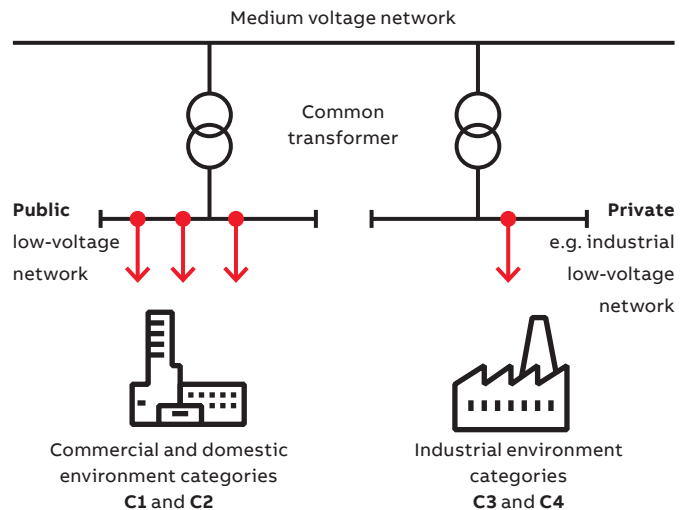 Medium voltage network
Common
transformer
Public
low-voltage
network
Private
e.g. industrial
low-voltage
network
Commercial and domestic
environment categories
C1 and C2
Industrial environment
categories
C3 and C4